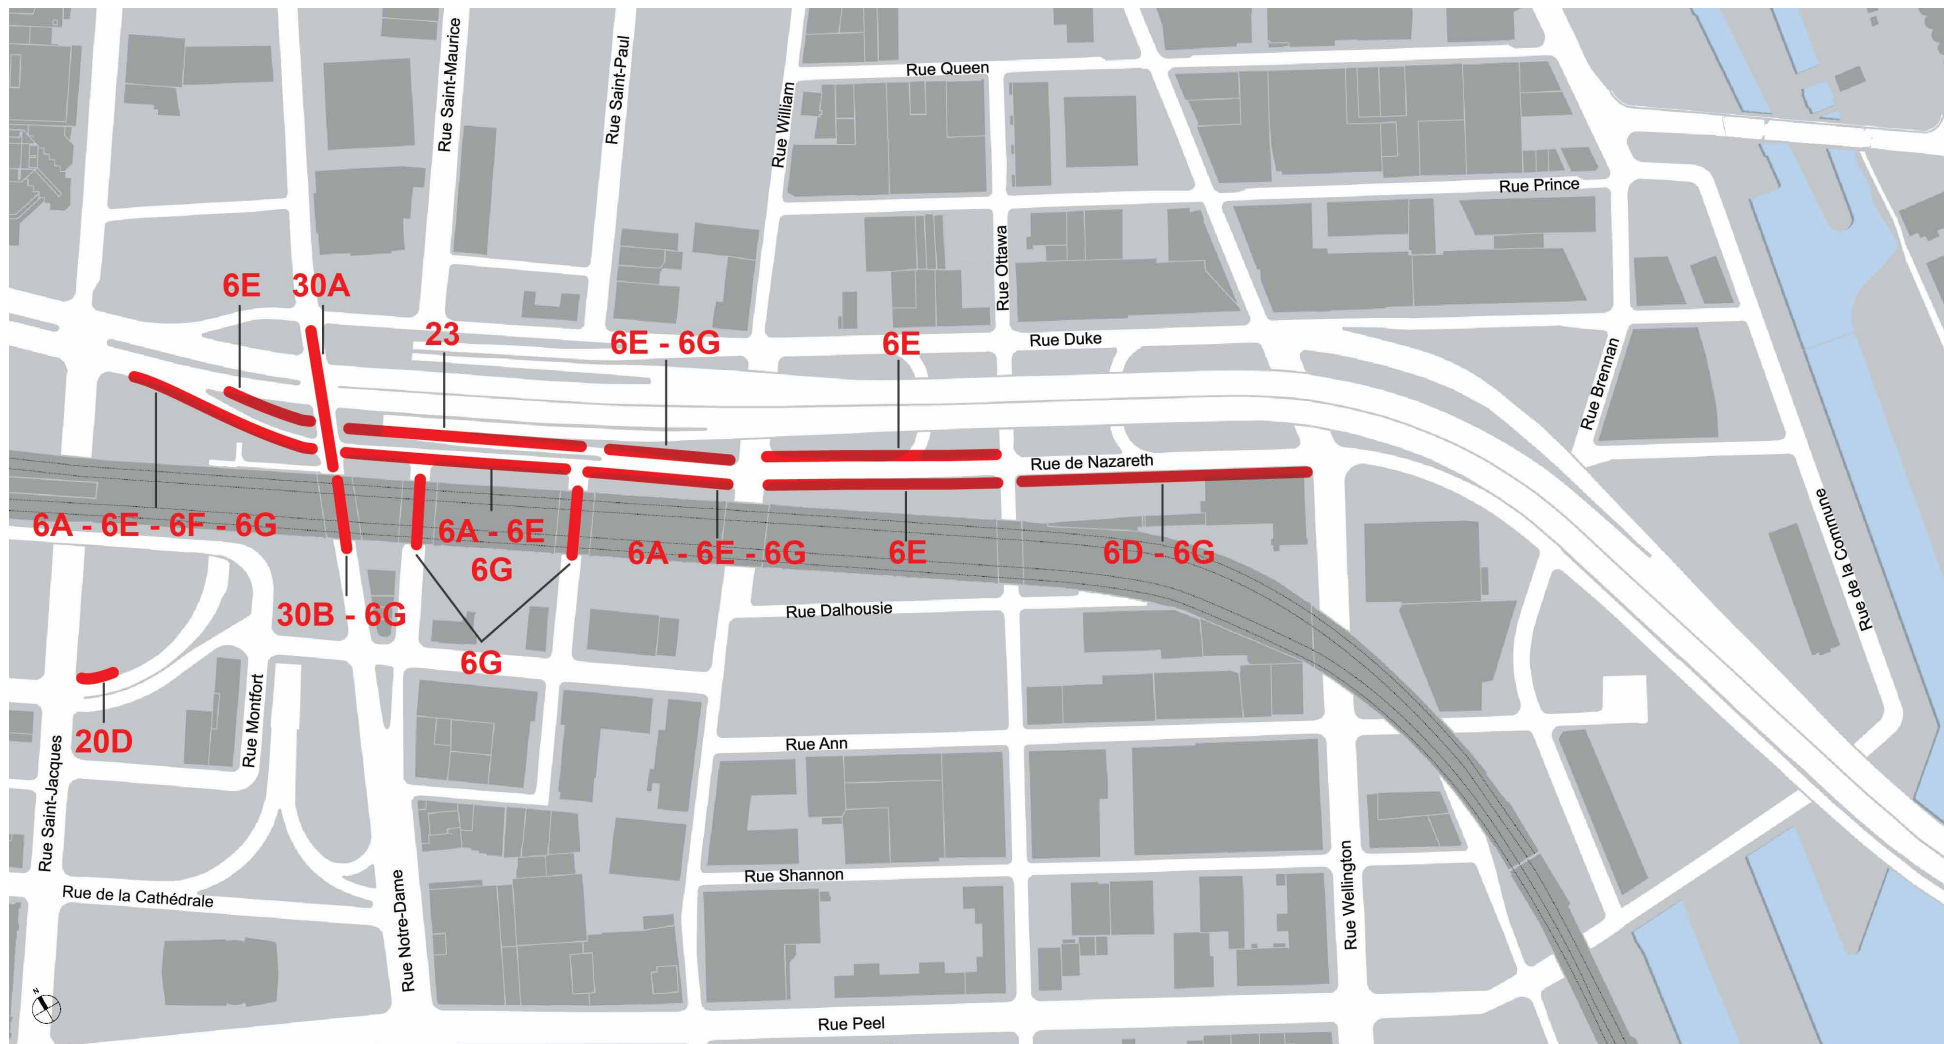 Rue Saint-Maurice
Rue Saint-Paul
Rue William
Rue Queen
Rue Prince
Rue Ottawa
6E
30A
23
6E - 6G
6E
Rue Duke
Rue Brennan
Rue de Nazareth
Rue de la Commune
6A - 6E - 6F - 6G
6A - 6E
6G
6A - 6E - 6G
6E
6D - 6G
30B - 6G
6G
Rue Dalhousie
20D
Rue Montfort
Rue Ann
Rue Saint-Jacques
Rue Shannon
Rue de la Cathédrale
Rue Notre-Dame
Rue Wellington
N
Rue Peel